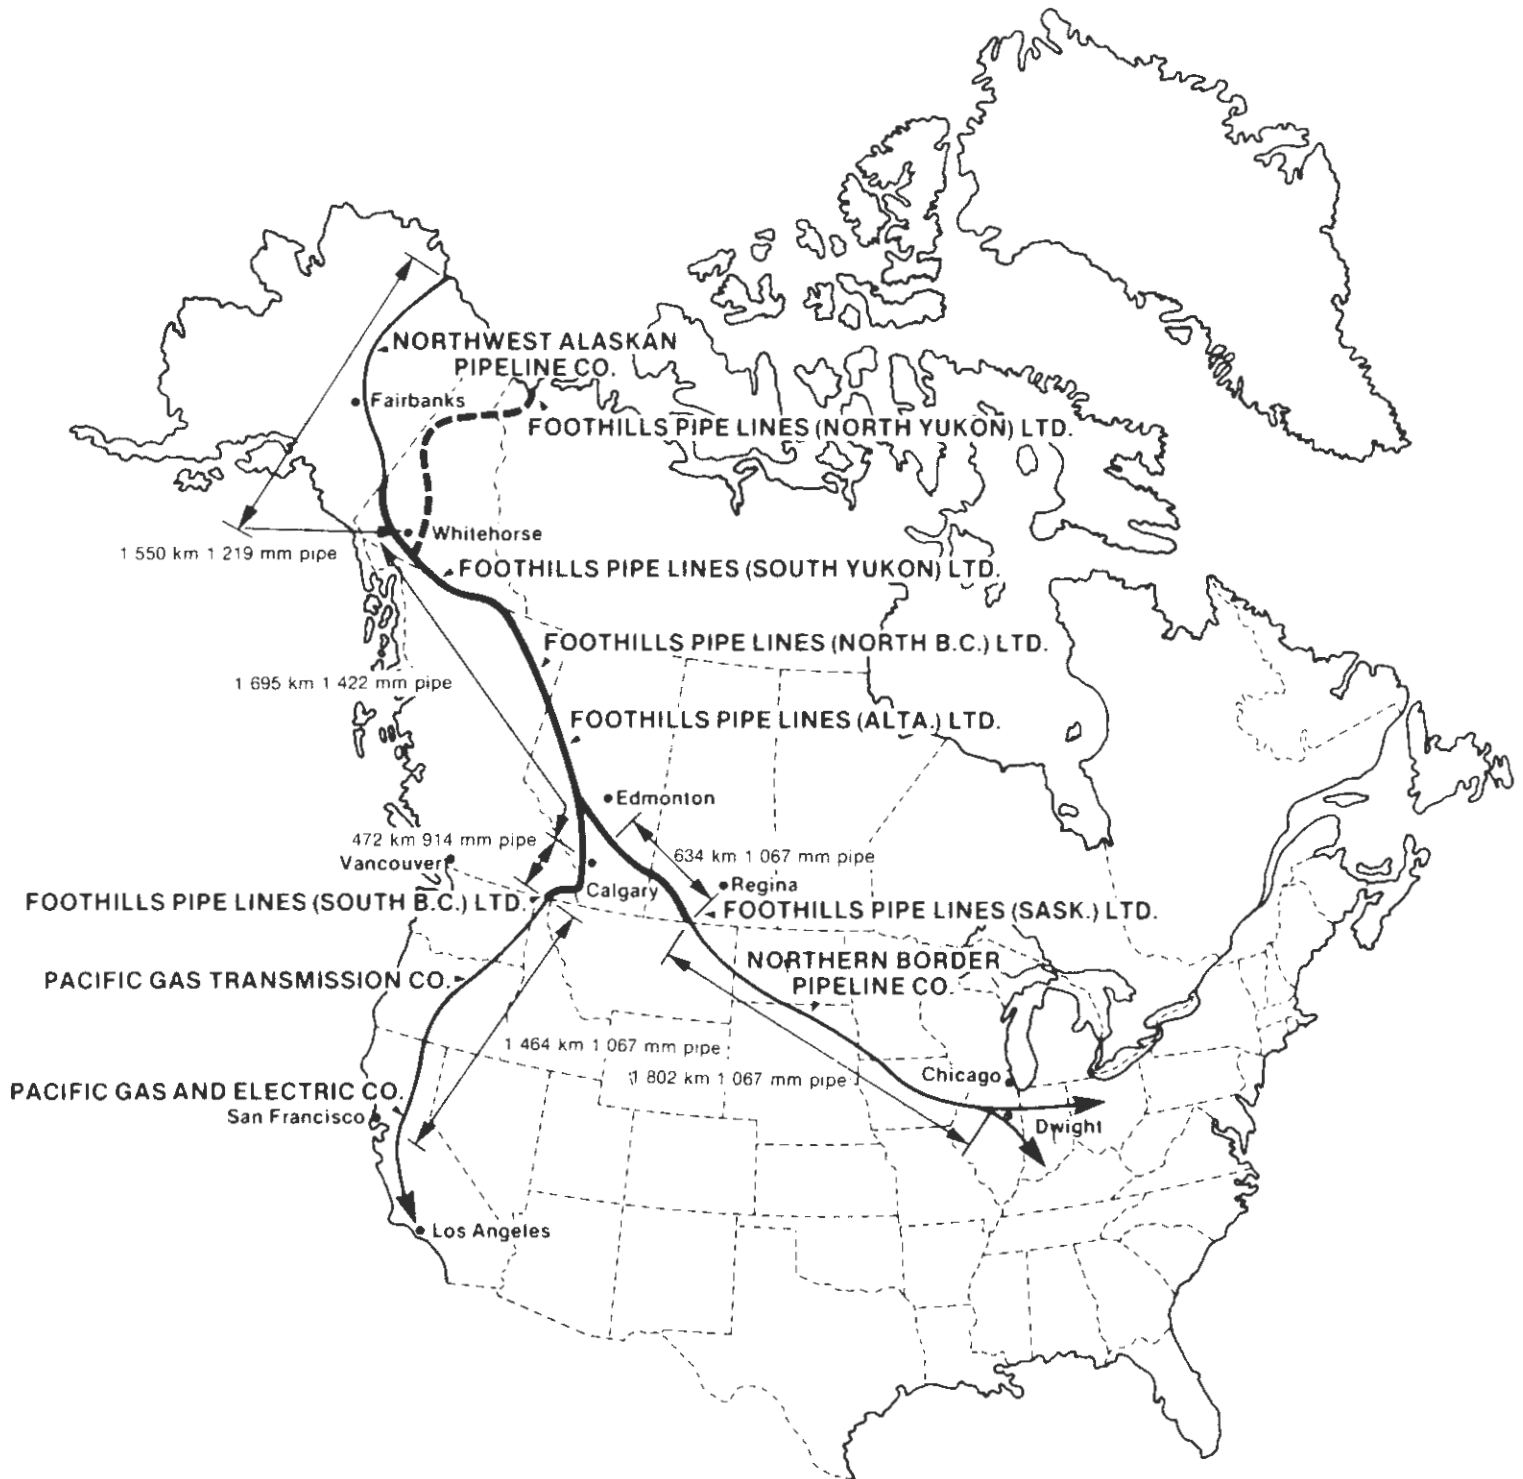 NORTHWEST ALASKAN
PIPELINE CO.
Fairbanks
FOOTHILLS PIPE LINES (NORTH YUKON) LTD.
Whitehorse
1 550 km 1 219 mm pipe
FOOTHILLS PIPE LINES (SOUTH YUKON) LTD.
FOOTHILLS PIPE LINES (NORTH B.C.) LTD.
1 695 km 1 422 mm pipe
FOOTHILLS PIPE LINES (ALTA.) LTD.
Edmonton
472 km 914 mm pipe
634 km 1 067 mm pipe
Vancouver
Calgary
Regina
FOOTHILLS PIPE LINES (SOUTH B.C.) LTD.
FOOTHILLS PIPE LINES (SASK.) LTD.
NORTHERN BORDER
PIPELINE CO.
PACIFIC GAS TRANSMISSION CO.
1 464 km 1 067 mm pipe
1 802 km 1 067 mm pipe
Chicago
PACIFIC GAS AND ELECTRIC CO.
San Francisco
Dwight
Los Angeles